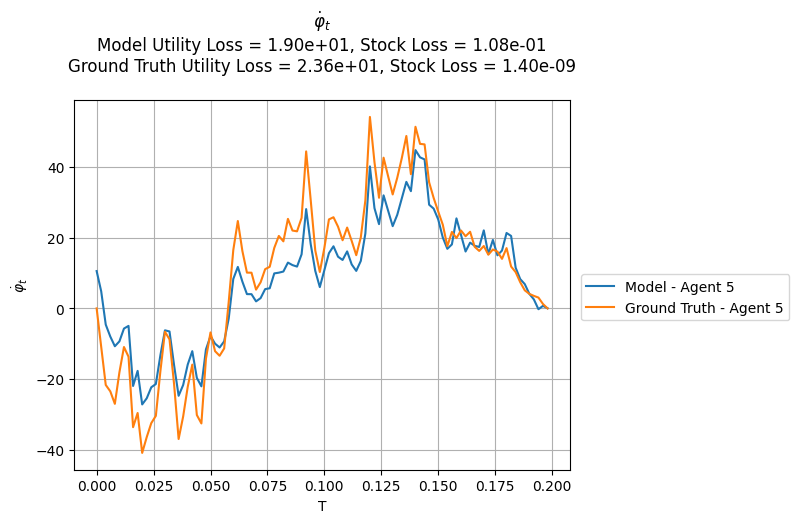 φ̇ₜ
Model Utility Loss = 1.90e+01, Stock Loss = 1.08e-01
Ground Truth Utility Loss = 2.36e+01, Stock Loss = 1.40e-09
φ̇ₜ
40
20
0
−20
−40
0.000 0.025 0.050 0.075 0.100 0.125 0.150 0.175 0.200
T
Model - Agent 5
Ground Truth - Agent 5